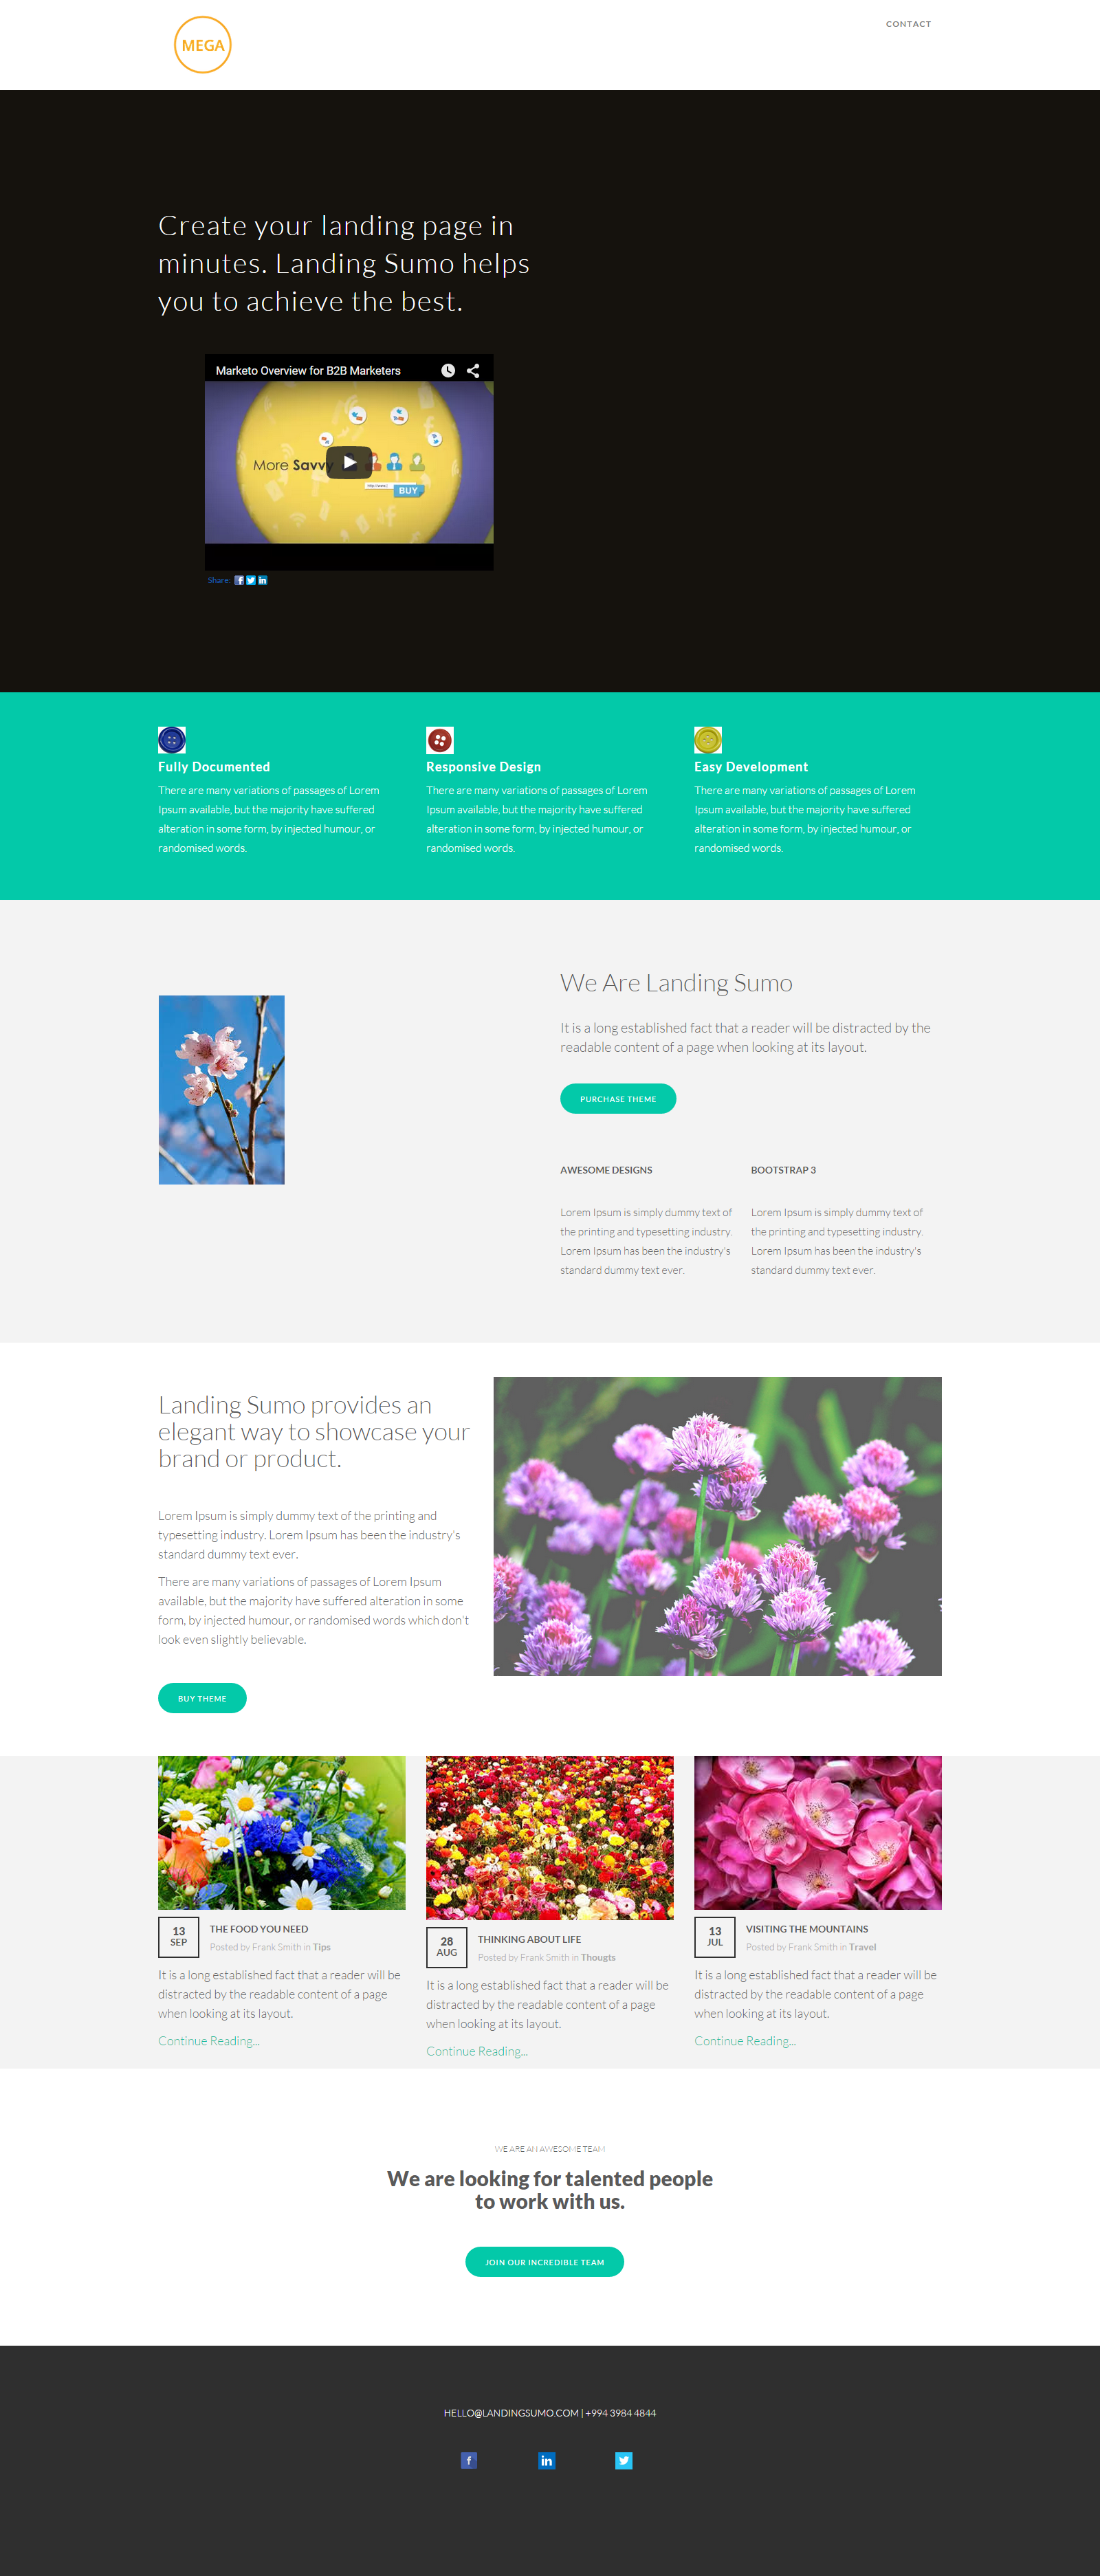 MEGA
CONTACT
Create your landing page in
minutes. Landing Sumo helps
you to achieve the best.
Marketo Overview for B2B Marketers
More Savvy
http://www.|
BUY
Share:
Fully Documented
There are many variations of passages of Lorem
Ipsum available, but the majority have suffered
alteration in some form, by injected humour, or
randomised words.
Responsive Design
There are many variations of passages of Lorem
Ipsum available, but the majority have suffered
alteration in some form, by injected humour, or
randomised words.
Easy Development
There are many variations of passages of Lorem
Ipsum available, but the majority have suffered
alteration in some form, by injected humour, or
randomised words.
We Are Landing Sumo
It is a long established fact that a reader will be distracted by the
readable content of a page when looking at its layout.
PURCHASE THEME
AWESOME DESIGNS
Lorem Ipsum is simply dummy text of
the printing and typesetting industry.
Lorem Ipsum has been the industry's
standard dummy text ever.
BOOTSTRAP 3
Lorem Ipsum is simply dummy text of
the printing and typesetting industry.
Lorem Ipsum has been the industry's
standard dummy text ever.
Landing Sumo provides an
elegant way to showcase your
brand or product.
Lorem Ipsum is simply dummy text of the printing and
typesetting industry. Lorem Ipsum has been the industry's
standard dummy text ever.
There are many variations of passages of Lorem Ipsum
available, but the majority have suffered alteration in some
form, by injected humour, or randomised words which don't
look even slightly believable.
BUY THEME
13
SEP
THE FOOD YOU NEED
Posted by Frank Smith in Tips
It is a long established fact that a reader will be
distracted by the readable content of a page
when looking at its layout.
Continue Reading...
28
AUG
THINKING ABOUT LIFE
Posted by Frank Smith in Thougts
It is a long established fact that a reader will be
distracted by the readable content of a page
when looking at its layout.
Continue Reading...
13
JUL
VISITING THE MOUNTAINS
Posted by Frank Smith in Travel
It is a long established fact that a reader will be
distracted by the readable content of a page
when looking at its layout.
Continue Reading...
WE ARE AN AWESOME TEAM
We are looking for talented people
to work with us.
JOIN OUR INCREDIBLE TEAM
HELLO@LANDINGSUMO.COM | +994 3984 4844